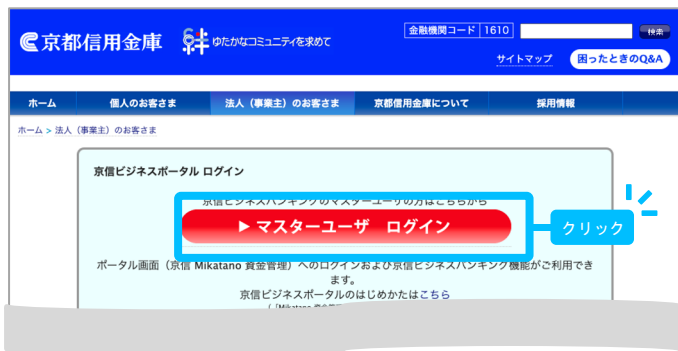 京都信用金庫
絆 ゆたかなコミュニティを求めて
金融機関コード 1610
検索
サイトマップ
困ったときのQ&A
ホーム
個人のお客さま
法人（事業主）のお客さま
京都信用金庫について
採用情報
ホーム > 法人（事業主）のお客さま
京信ビジネスポータル ログイン
京信ビジネスバンキングのマスターユーザの方はこちらから
▶ マスターユーザ ログイン
クリック
ポータル画面（京信 Mikatano 資金管理）へのログインおよび京信ビジネスバンキング機能がご利用でき
ます。
京信ビジネスポータルのはじめかたはこちら